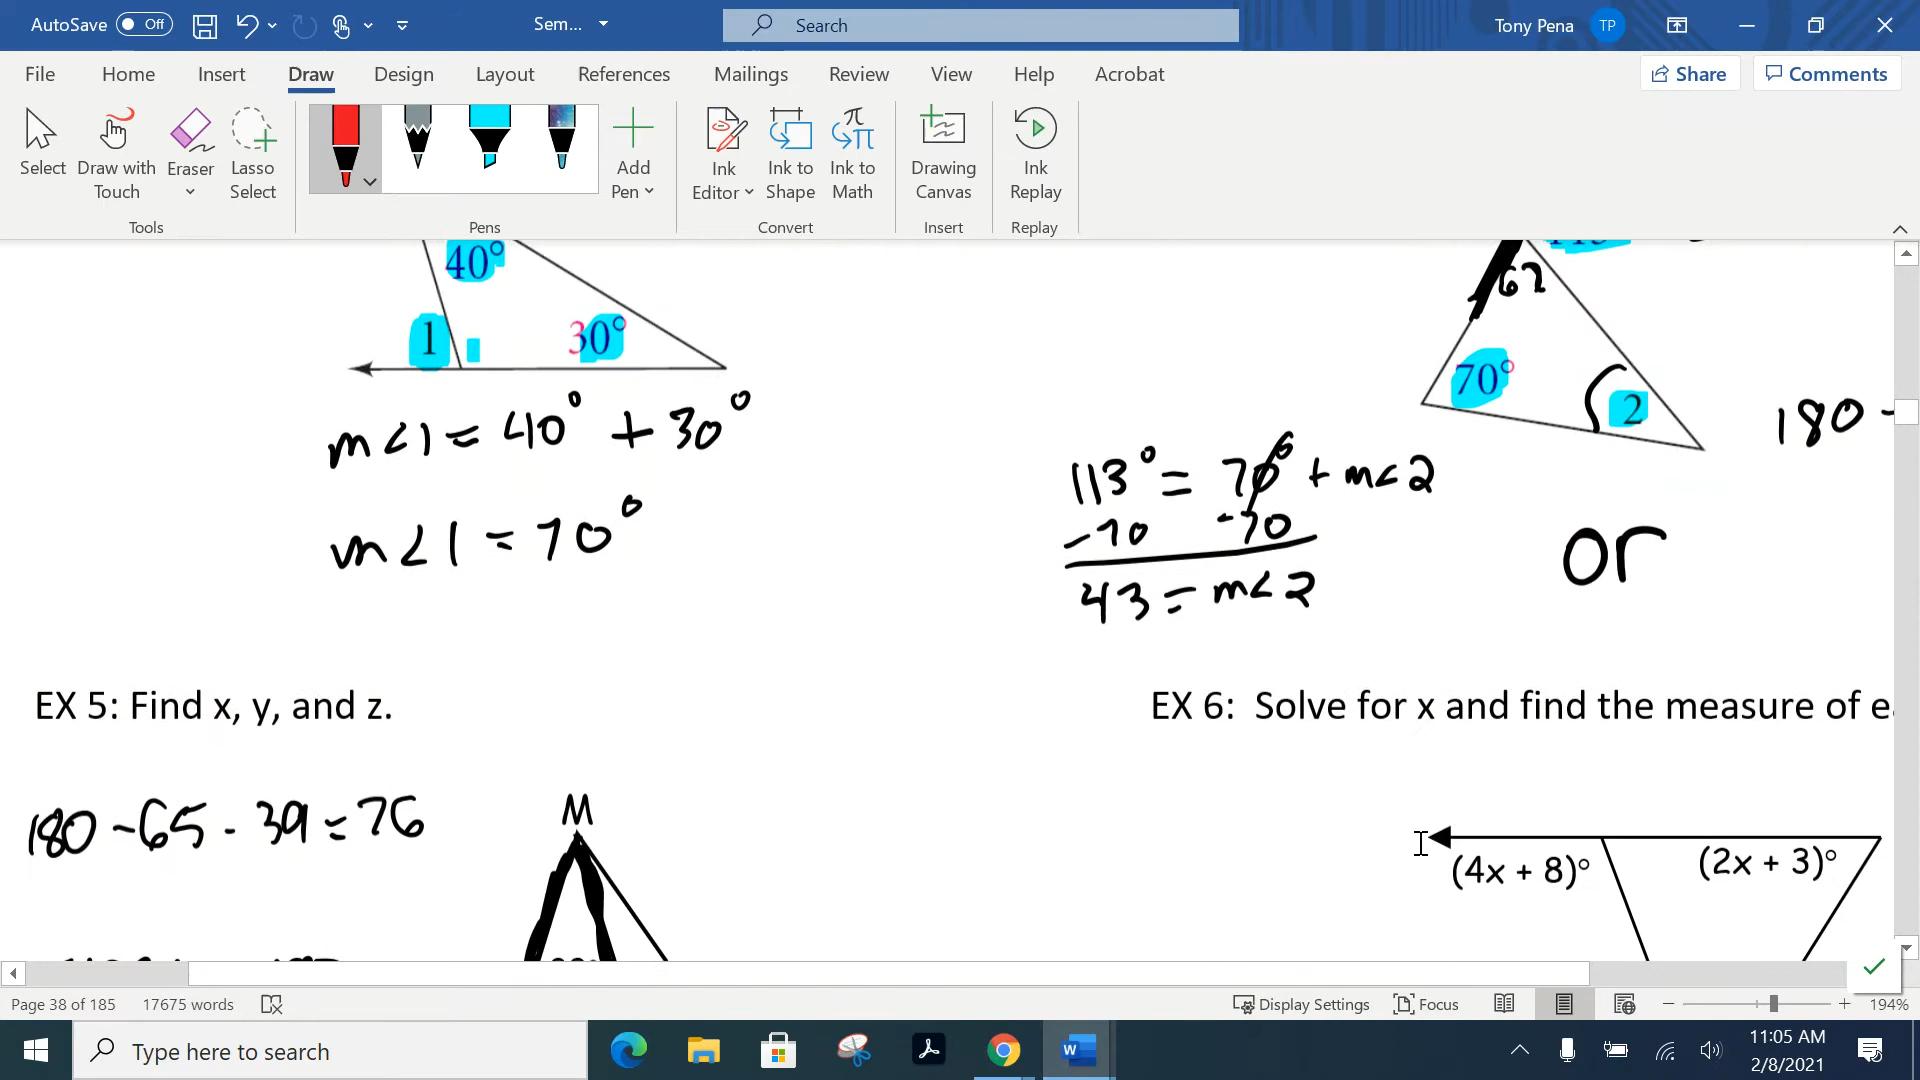 AutoSave Off Sem... Search Tony Pena TP
File Home Insert Draw Design Layout References Mailings Review View Help Acrobat Share Comments
Select Draw with Touch Eraser Lasso Select Add Pen Ink Editor Ink to Shape Ink to Math Drawing Canvas Ink Replay
Tools Pens Convert Insert Replay
40°
62
1 30°
70°
2
180 -
m<1 = 40° + 30°
113° = 70° + m<2
-70 -70
m<1 = 70°
or
43 = m<2
EX 5: Find x, y, and z.
EX 6: Solve for x and find the measure of
180 - 65 - 39 = 76
M
(4x + 8)° (2x + 3)°
Page 38 of 185 17675 words Display Settings Focus 194%
Type here to search
W
11:05 AM
2/8/2021